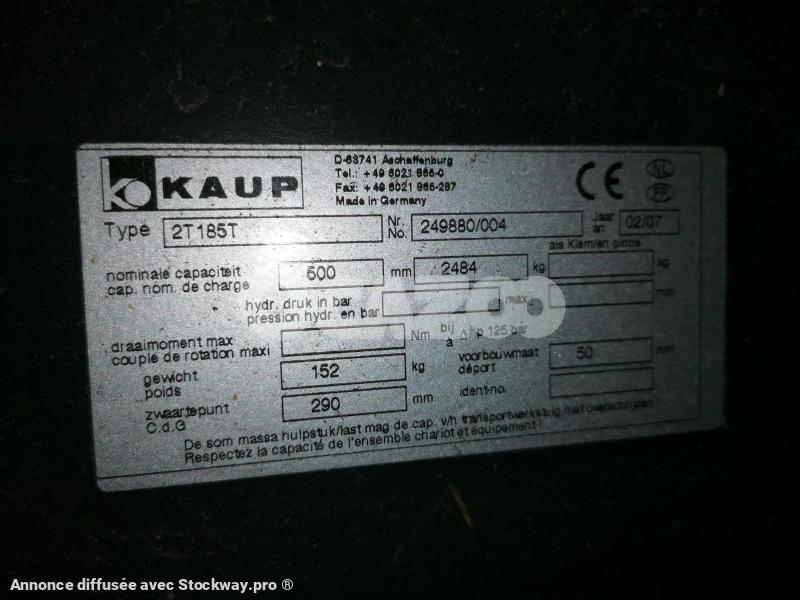 KAUP
D-63741 Aschaffenburg
Tel.: +49 6021 865-0
Fax: +49 6021 865-287
Made in Germany
CE
NL
FR
Type 2T185T
Nr. No. 249880/004
Jaar an 02/07
nominale capaciteit
cap. nom. de charge
500 mm 2484 kg
als Klem/en pince
kg
hydr. druk in bar
pression hydr. en bar
max.
mm
draaimoment max
couple de rotation maxi
Nm bij à Δ p 125 bar
gewicht
poids
152 kg
voorbouwmaat
déport
50 mm
zwaartepunt
C.d.G
290 mm
ident-no.
De som massa hulpstuk/last mag de cap. v/h transportwerktuig niet overschrijden!
Respectez la capacité de l'ensemble chariot et équipement!
Annonce diffusée avec Stockway.pro ®